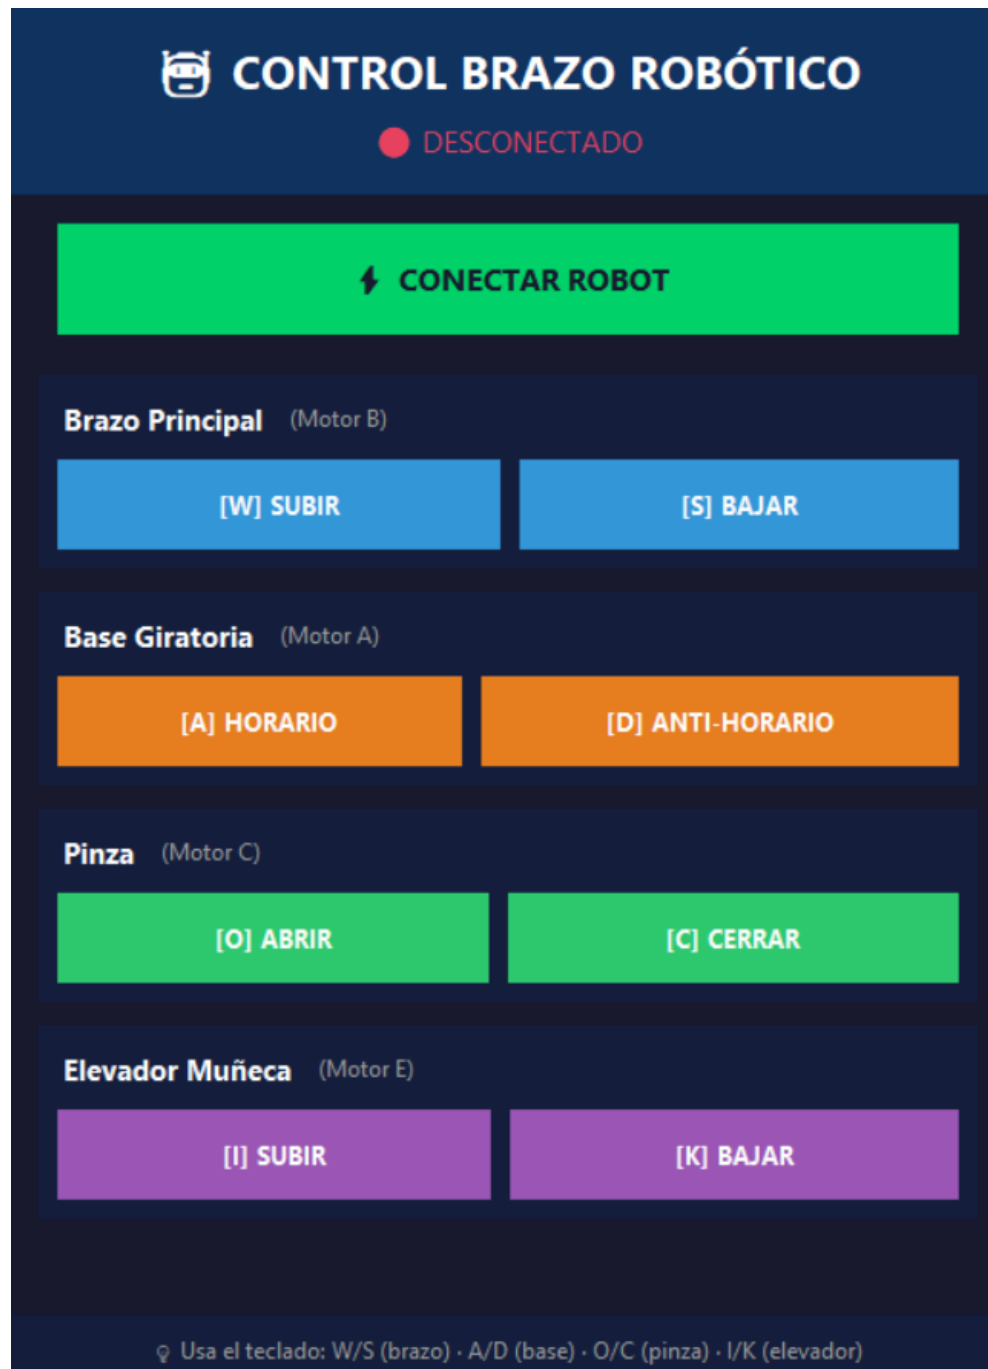 CONTROL BRAZO ROBÓTICO
DESCONECTADO
CONECTAR ROBOT
Brazo Principal (Motor B)
[W] SUBIR [S] BAJAR
Base Giratoria (Motor A)
[A] HORARIO [D] ANTI-HORARIO
Pinza (Motor C)
[O] ABRIR [C] CERRAR
Elevador Muñeca (Motor E)
[I] SUBIR [K] BAJAR
Usa el teclado: W/S (brazo) · A/D (base) · O/C (pinza) · I/K (elevador)